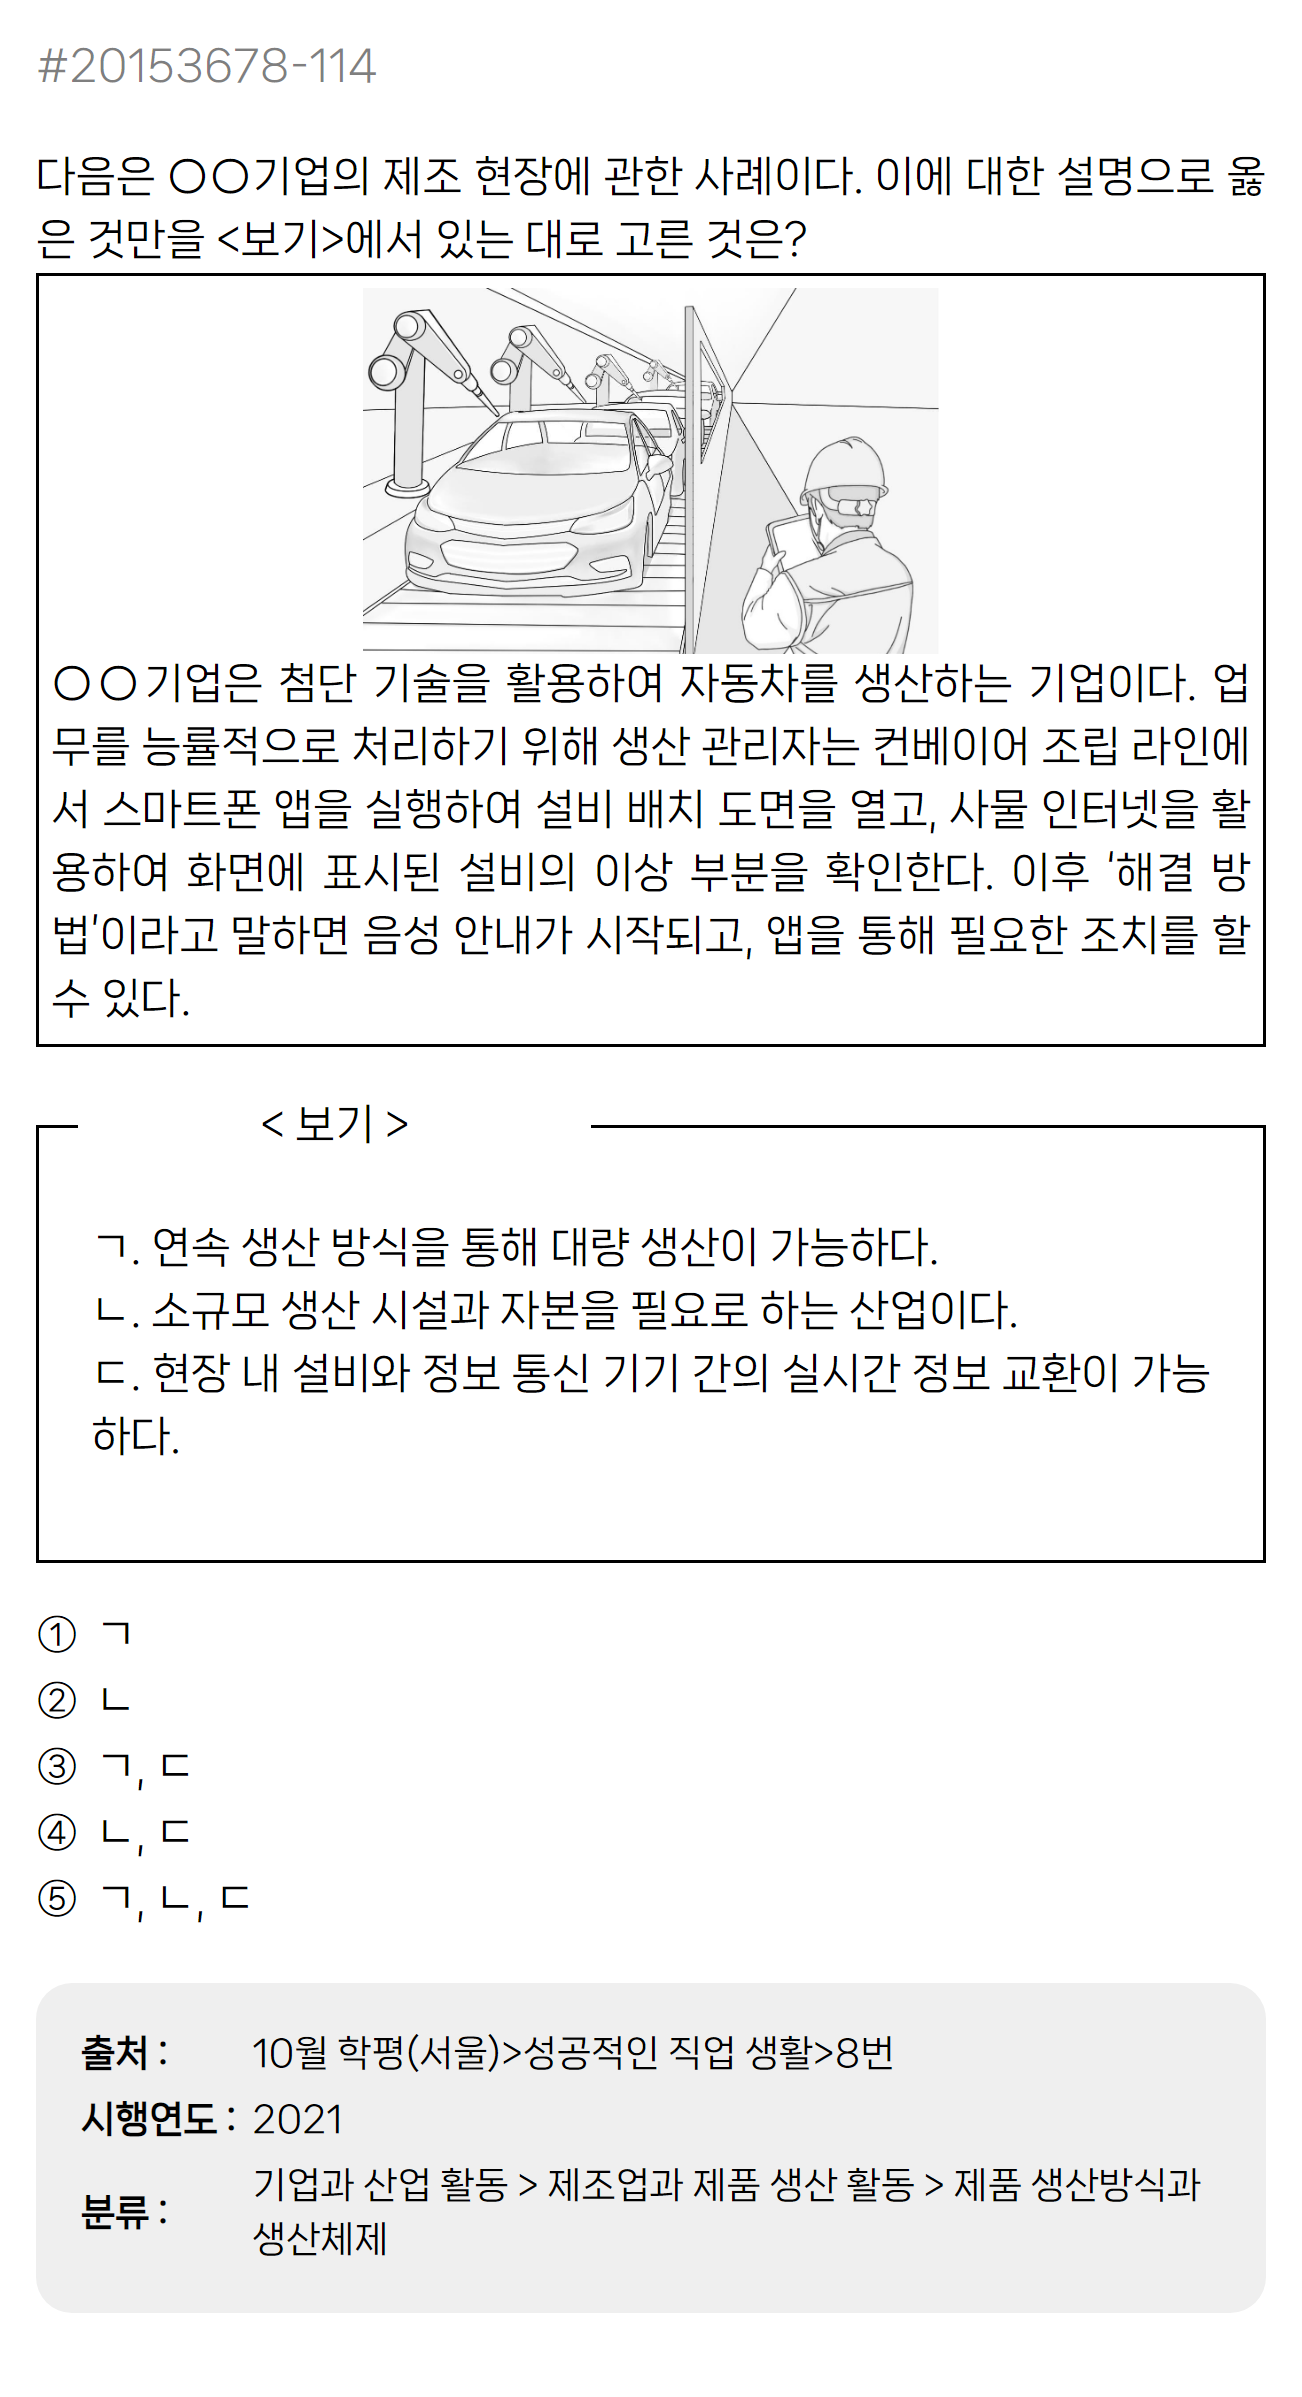 #20153678-114
다음은 ○○기업의 제조 현장에 관한 사례이다. 이에 대한 설명으로 옳
은 것만을 <보기>에서 있는 대로 고른 것은?
○○기업은 첨단 기술을 활용하여 자동차를 생산하는 기업이다. 업
무를 능률적으로 처리하기 위해 생산 관리자는 컨베이어 조립 라인에
서 스마트폰 앱을 실행하여 설비 배치 도면을 열고, 사물 인터넷을 활
용하여 화면에 표시된 설비의 이상 부분을 확인한다. 이후 '해결 방
법'이라고 말하면 음성 안내가 시작되고, 앱을 통해 필요한 조치를 할
수 있다.
< 보기 >
ㄱ. 연속 생산 방식을 통해 대량 생산이 가능하다.
ㄴ. 소규모 생산 시설과 자본을 필요로 하는 산업이다.
ㄷ. 현장 내 설비와 정보 통신 기기 간의 실시간 정보 교환이 가능
하다.
① ㄱ
② ㄴ
③ ㄱ, ㄷ
④ ㄴ, ㄷ
⑤ ㄱ, ㄴ, ㄷ
출처 : 10월 학평(서울)>성공적인 직업 생활>8번
시행연도 : 2021
분류 : 기업과 산업 활동 > 제조업과 제품 생산 활동 > 제품 생산방식과
생산체제